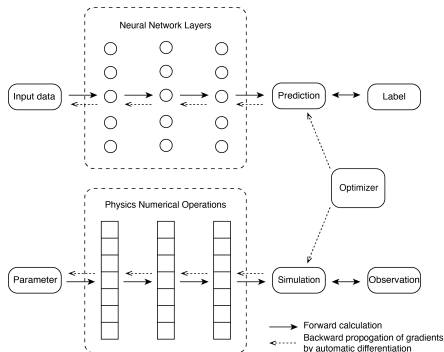 Neural Network Layers
Input data
Prediction
Label
Optimizer
Physics Numerical Operations
Parameter
Simulation
Observation
Forward calculation
Backward propogation of gradients
by automatic differentiation